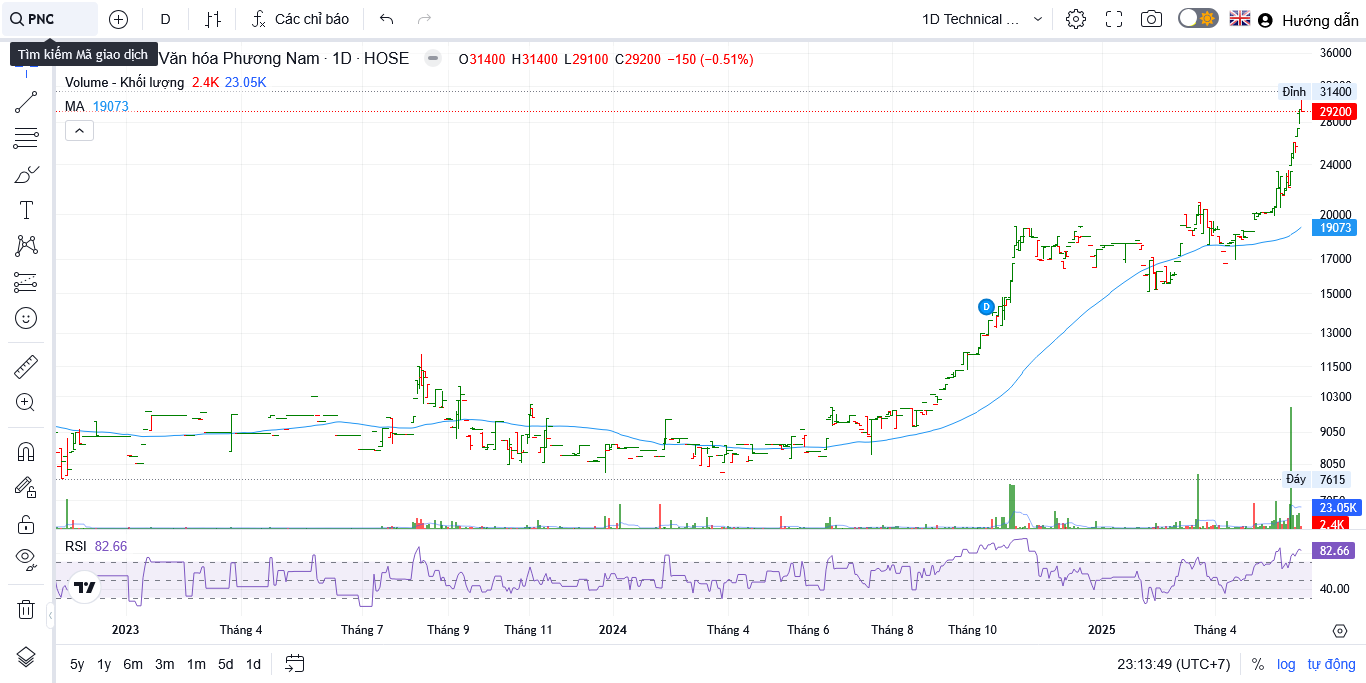 PNC
D
Các chỉ báo
1D Technical ...
Hướng dẫn
Tìm kiếm Mã giao dịch
Văn hóa Phương Nam · 1D · HOSE
O31400 H31400 L29100 C29200 −150 (−0.51%)
Volume - Khối lượng 2.4K 23.05K
MA 19073
36000
Đỉnh 31400
29200
28000
24000
20000
19073
17000
15000
D
13000
11500
10300
9050
8050
Đáy 7615
23.05K
2.4K
RSI 82.66
82.66
40.00
2023 Tháng 4 Tháng 7 Tháng 9 Tháng 11 2024 Tháng 4 Tháng 6 Tháng 8 Tháng 10 2025 Tháng 4
5y 1y 6m 3m 1m 5d 1d
23:13:49 (UTC+7) % log tự động